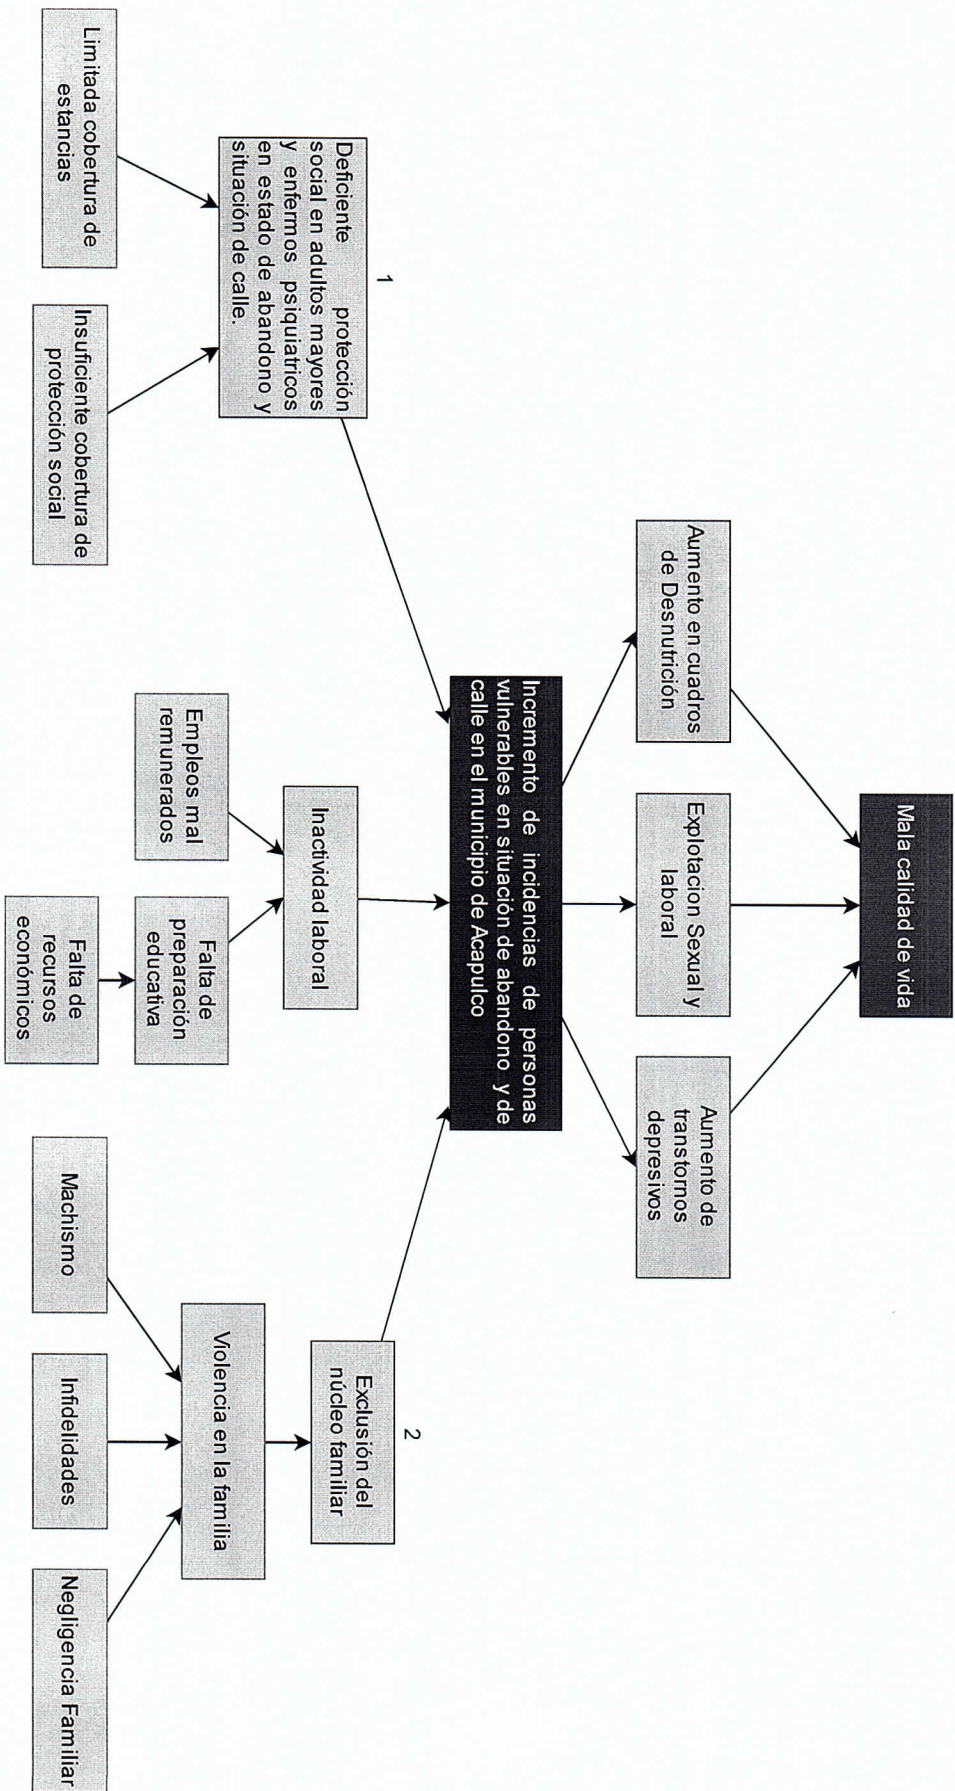 Mala calidad de vida
Aumento en cuadros
de Desnutrición
Explotacion Sexual y
laboral
Aumento de
transtornos
depresivos
Incremento de incidencias de personas
vulnerables en situación de abandono y de
calle en el municipio de Acapulco
1
Deficiente protección
social en adultos mayores
y enfermos psiquiatricos
en estado de abandono y
situación de calle.
Limitada cobertura de
estancias
Insuficiente cobertura de
protección social
Inactividad laboral
Empleos mal
remunerados
Falta de
preparación
educativa
Falta de
recursos
económicos
2
Exclusión del
núcleo familiar
Violencia en la familia
Machismo
Infidelidades
Negligencia Familiar